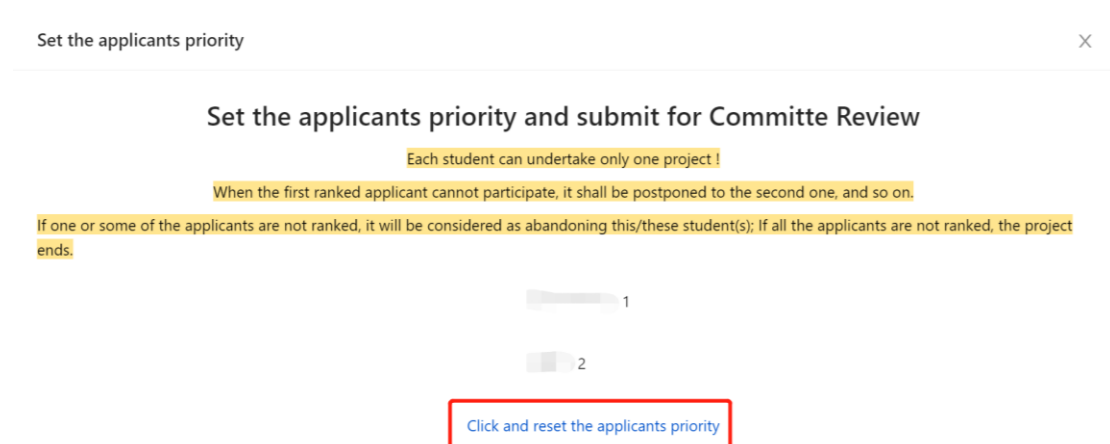 Set the applicants priority
Set the applicants priority and submit for Committe Review
Each student can undertake only one project !
When the first ranked applicant cannot participate, it shall be postponed to the second one, and so on.
If one or some of the applicants are not ranked, it will be considered as abandoning this/these student(s); If all the applicants are not ranked, the project
ends.
1
2
Click and reset the applicants priority